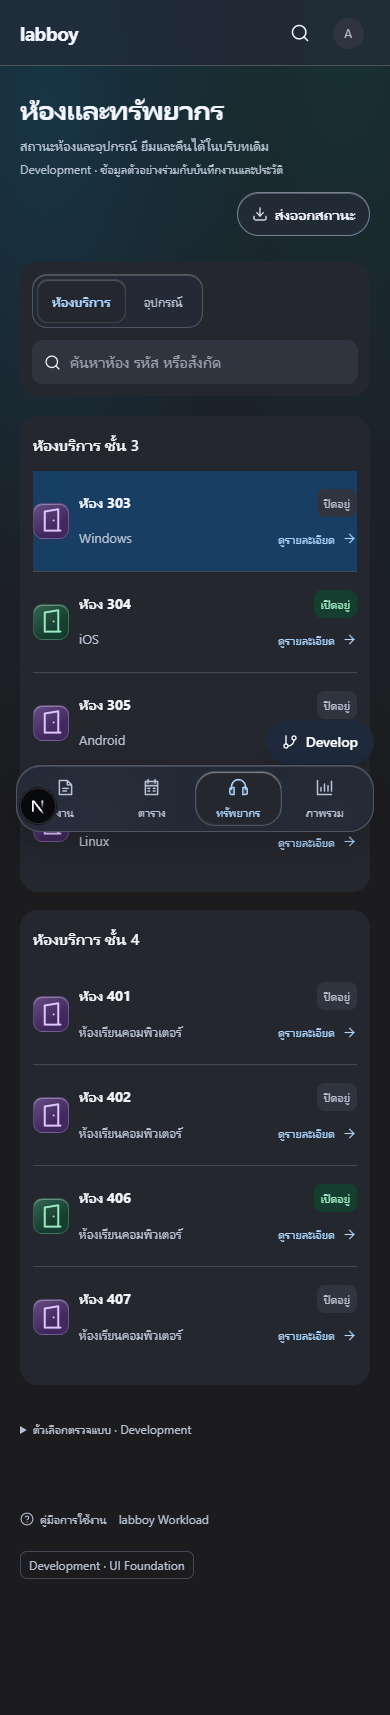 labboy
A
ห้องและทรัพยากร
สถานะห้องและอุปกรณ์ ยืมและคืนได้ในบริบทเดิม
Development · ข้อมูลตัวอย่างร่วมกับบันทึกงานและประวัติ
ส่งออกสถานะ
ห้องบริการ อุปกรณ์
ค้นหาห้อง รหัส หรือสังกัด
ห้องบริการ ชั้น 3
ห้อง 303 ปิดอยู่
Windows ดูรายละเอียด →
ห้อง 304 เปิดอยู่
iOS ดูรายละเอียด →
ห้อง 305 ปิดอยู่
Android
Develop
N งาน ตาราง ทรัพยากร ภาพรวม
Linux ดูรายละเอียด →
ห้องบริการ ชั้น 4
ห้อง 401 ปิดอยู่
ห้องเรียนคอมพิวเตอร์ ดูรายละเอียด →
ห้อง 402 ปิดอยู่
ห้องเรียนคอมพิวเตอร์ ดูรายละเอียด →
ห้อง 406 เปิดอยู่
ห้องเรียนคอมพิวเตอร์ ดูรายละเอียด →
ห้อง 407 ปิดอยู่
ห้องเรียนคอมพิวเตอร์ ดูรายละเอียด →
ตัวเลือกตรวจแบบ · Development
คู่มือการใช้งาน labboy Workload
Development · UI Foundation